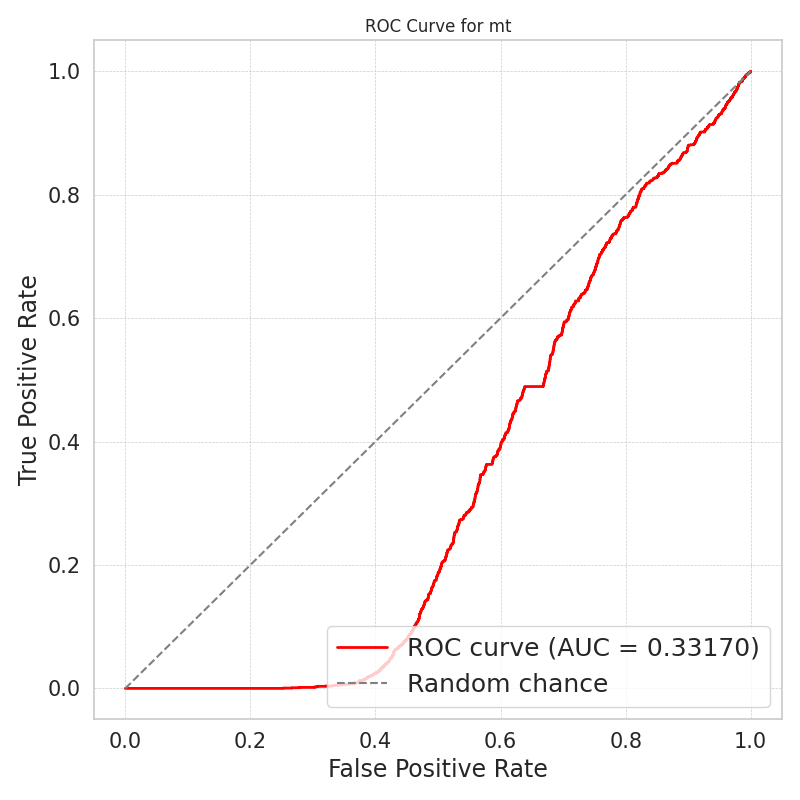 ROC Curve for mt
1.0
0.8
0.6
0.4
0.2
0.0
True Positive Rate
ROC curve (AUC = 0.33170)
Random chance
0.0 0.2 0.4 0.6 0.8 1.0
False Positive Rate